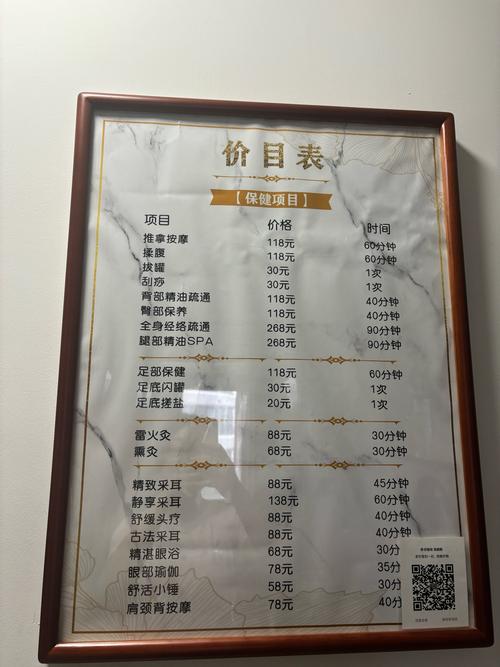 价目表
【保健项目】
项目 价格 时间
推拿按摩 118元 60分钟
揉腹 118元 60分钟
拔罐 30元 1次
刮痧 30元 1次
背部精油疏通 118元 40分钟
臀部保养 118元 40分钟
全身经络疏通 268元 90分钟
腿部精油SPA 268元 90分钟
足部保健 118元 60分钟
足底闪罐 30元 1次
足底搓盐 20元 1次
雷火灸 88元 30分钟
熏灸 68元 30分钟
精致采耳 88元 45分钟
静享采耳 138元 60分钟
舒缓头疗 88元 40分钟
古法采耳 88元 40分钟
精湛眼浴 68元 30分
眼部瑜伽 78元 35分
舒活小锤 58元 30分
肩颈背按摩 78元 40分